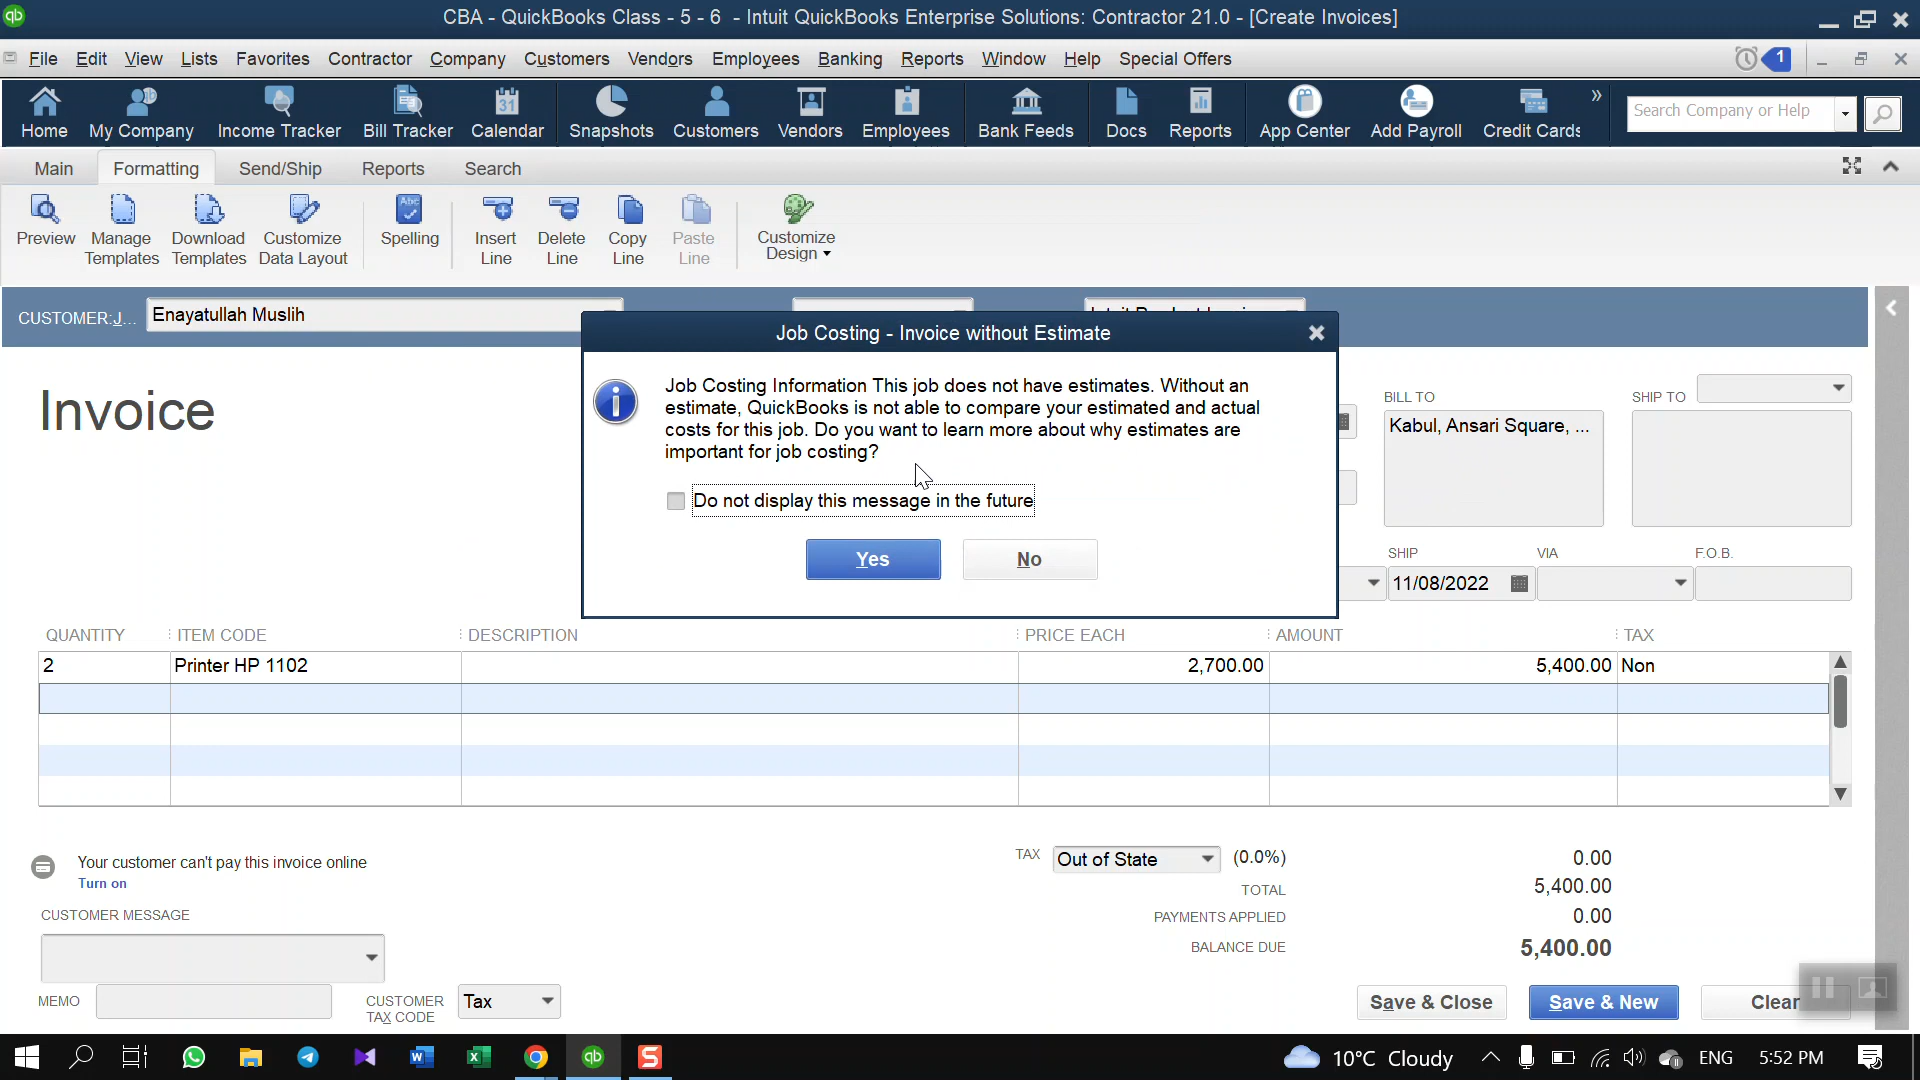 CBA - QuickBooks Class - 5 - 6 - Intuit QuickBooks Enterprise Solutions: Contractor 21.0 - [Create Invoices]
File Edit View Lists Favorites Contractor Company Customers Vendors Employees Banking Reports Window Help Special Offers 1
Home My Company Income Tracker Bill Tracker Calendar Snapshots Customers Vendors Employees Bank Feeds Docs Reports App Center Add Payroll Credit Cards » Search Company or Help
Main Formatting Send/Ship Reports Search
Preview Manage Templates Download Templates Customize Data Layout Spelling Insert Line Delete Line Copy Line Paste Line Customize Design
CUSTOMER:J... Enayatullah Muslih
Job Costing - Invoice without Estimate
Job Costing Information This job does not have estimates. Without an
estimate, QuickBooks is not able to compare your estimated and actual
costs for this job. Do you want to learn more about why estimates are
important for job costing?
Do not display this message in the future
Yes No
Invoice
BILL TO SHIP TO
Kabul, Ansari Square, ...
SHIP VIA F.O.B.
11/08/2022
QUANTITY ITEM CODE DESCRIPTION PRICE EACH AMOUNT TAX
2 Printer HP 1102 2,700.00 5,400.00 Non
Your customer can't pay this invoice online
Turn on
TAX Out of State (0.0%) 0.00
TOTAL 5,400.00
CUSTOMER MESSAGE
PAYMENTS APPLIED 0.00
BALANCE DUE 5,400.00
MEMO CUSTOMER TAX CODE Tax
Save & Close Save & New Clear
10°C Cloudy ENG 5:52 PM